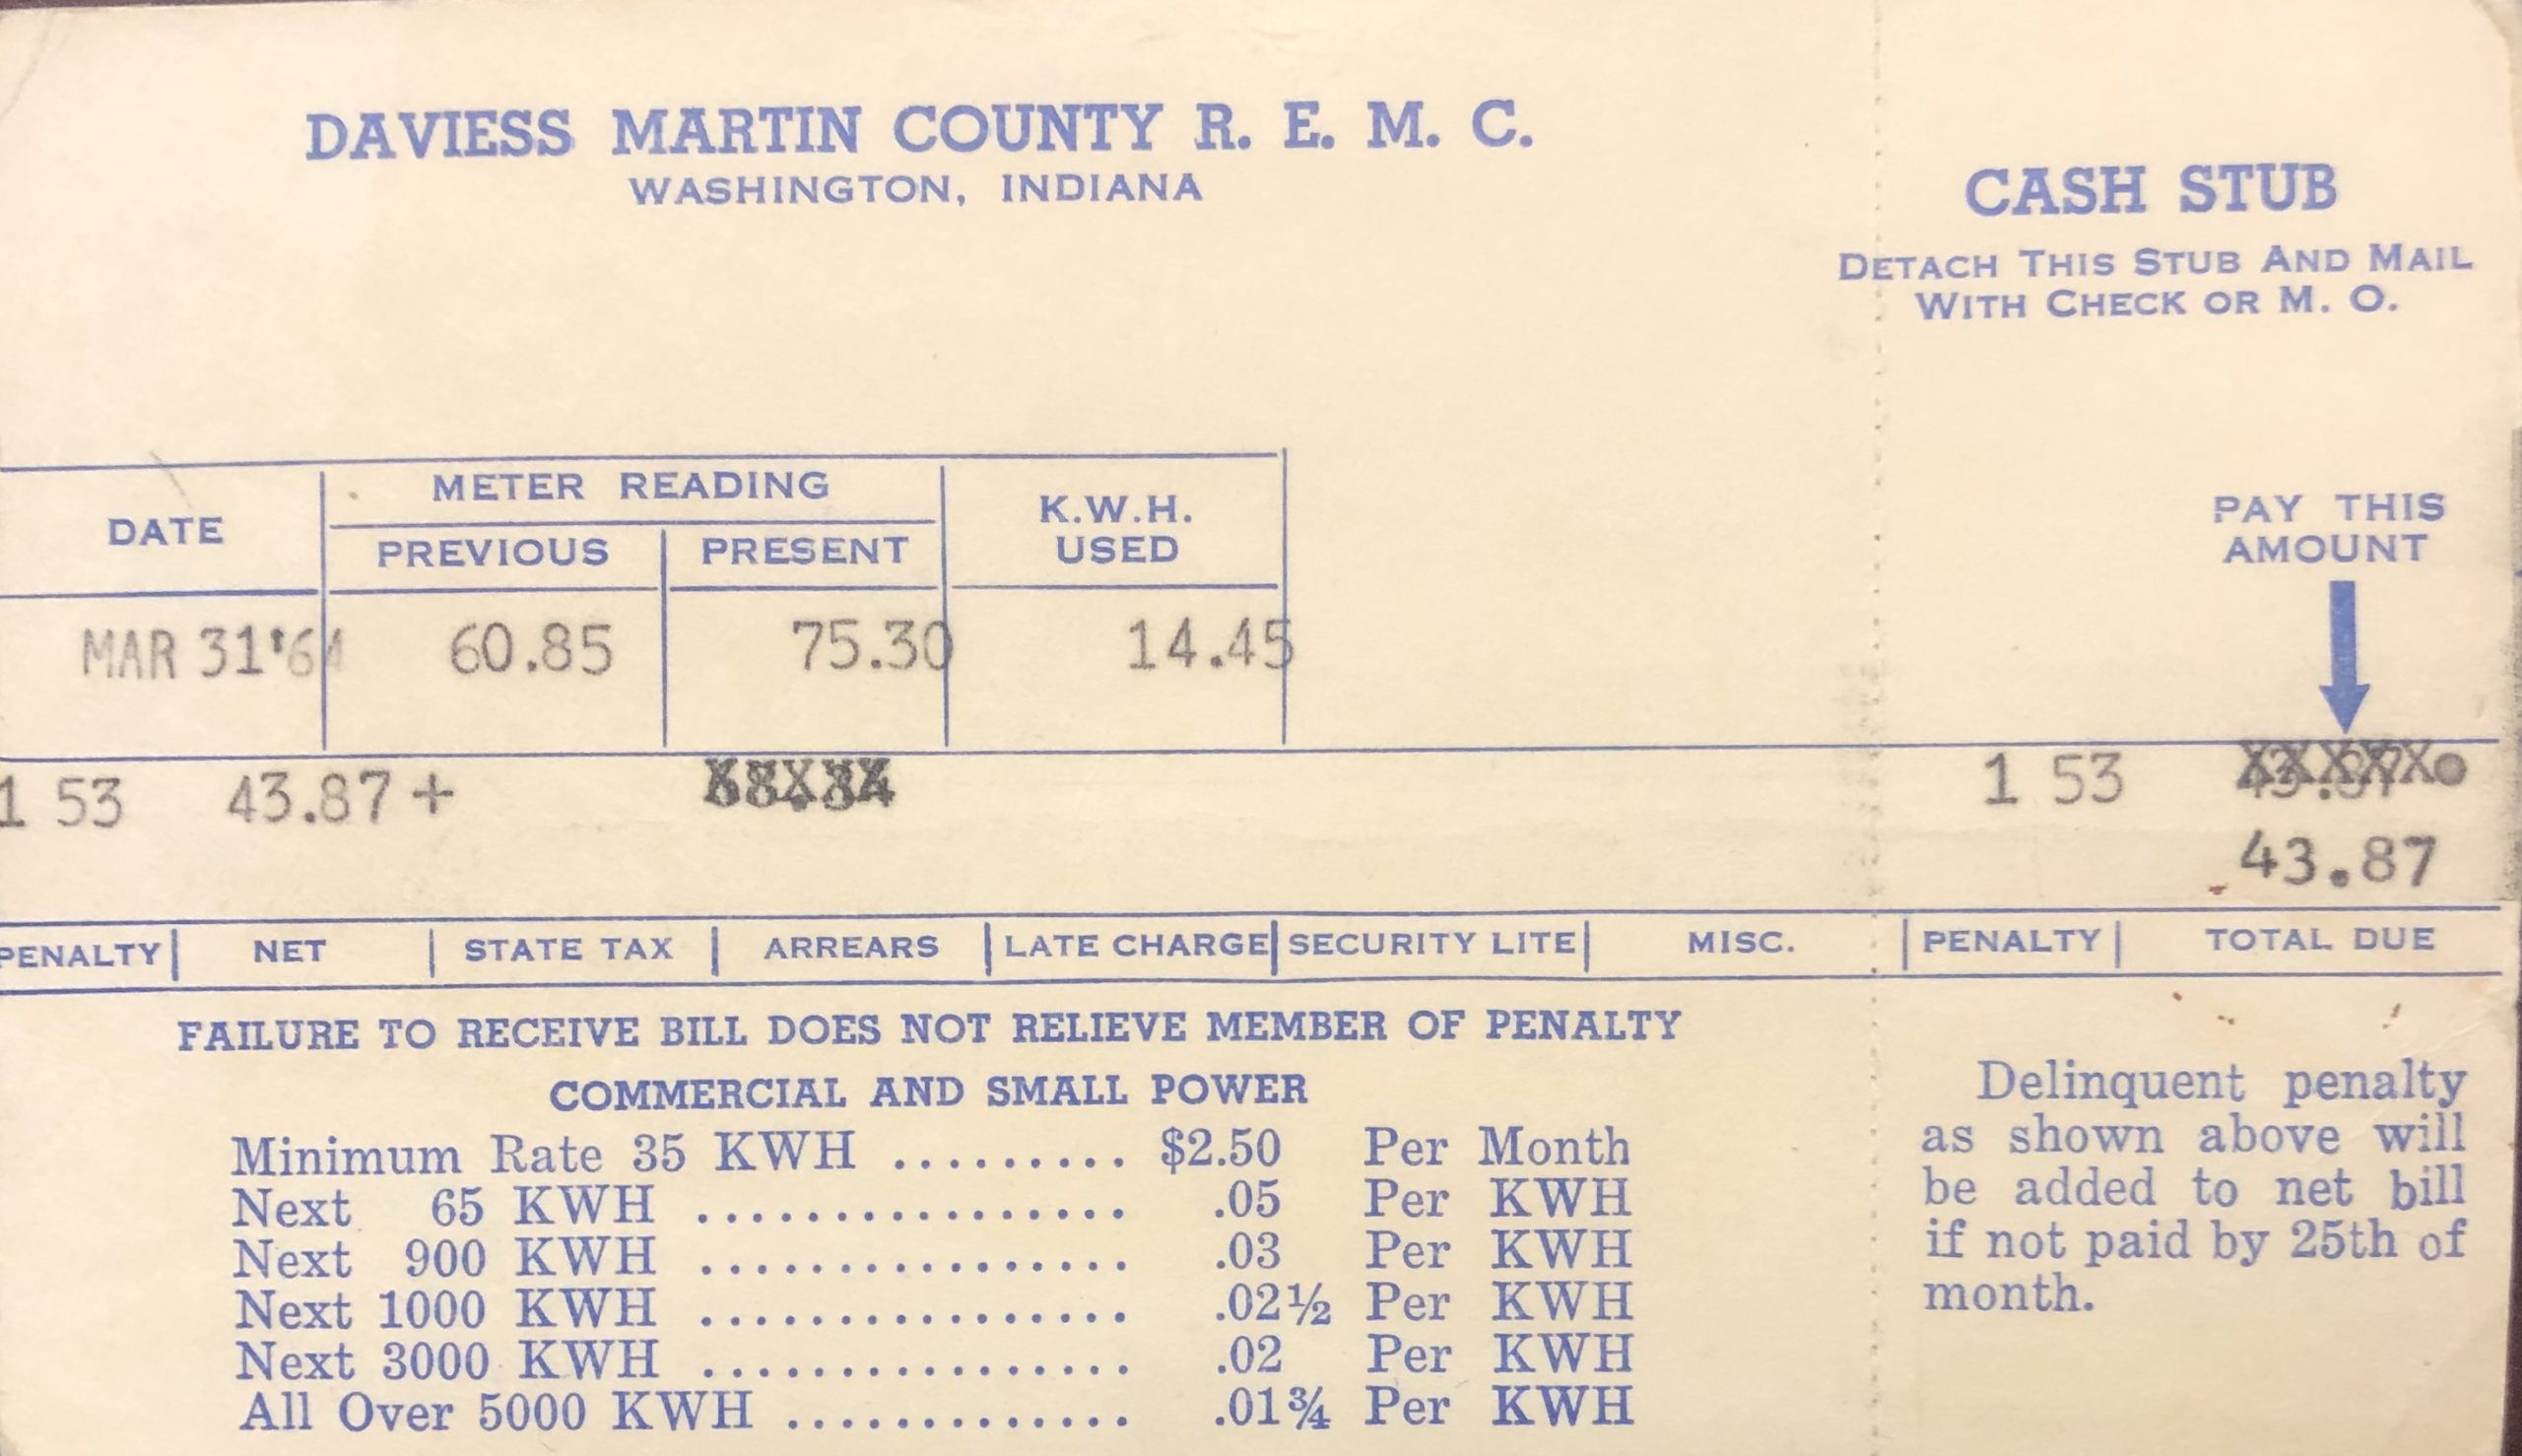 DAVIESS MARTIN COUNTY R. E. M. C.
WASHINGTON, INDIANA
CASH STUB
DETACH THIS STUB AND MAIL
WITH CHECK OR M. O.
DATE
METER READING
PREVIOUS
PRESENT
K.W.H.
USED
PAY THIS
AMOUNT
MAR 31'61 60.85 75.30 14.45
1 53 43.87 + 1 53
43.87
PENALTY NET STATE TAX ARREARS LATE CHARGE SECURITY LITE MISC. PENALTY TOTAL DUE
FAILURE TO RECEIVE BILL DOES NOT RELIEVE MEMBER OF PENALTY
COMMERCIAL AND SMALL POWER
Minimum Rate 35 KWH .......... $2.50 Per Month
Next 65 KWH ................ .05 Per KWH
Next 900 KWH ................ .03 Per KWH
Next 1000 KWH ................ .02½ Per KWH
Next 3000 KWH ................ .02 Per KWH
All Over 5000 KWH ............. .01¾ Per KWH
Delinquent penalty
as shown above will
be added to net bill
if not paid by 25th of
month.